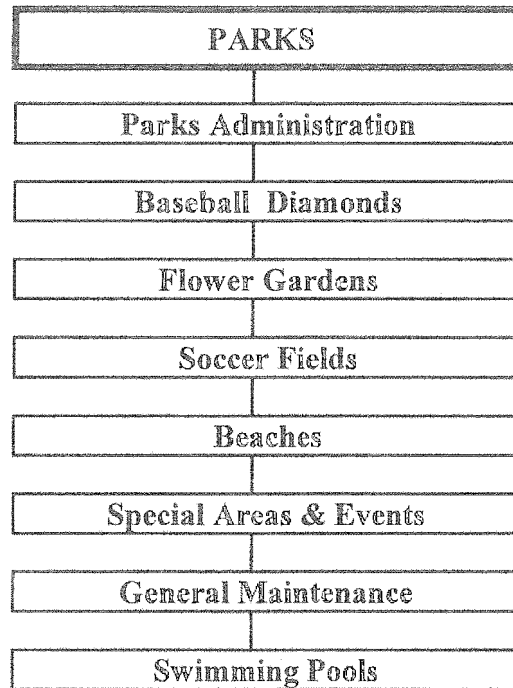 PARKS
Parks Administration
Baseball Diamonds
Flower Gardens
Soccer Fields
Beaches
Special Areas & Events
General Maintenance
Swimming Pools